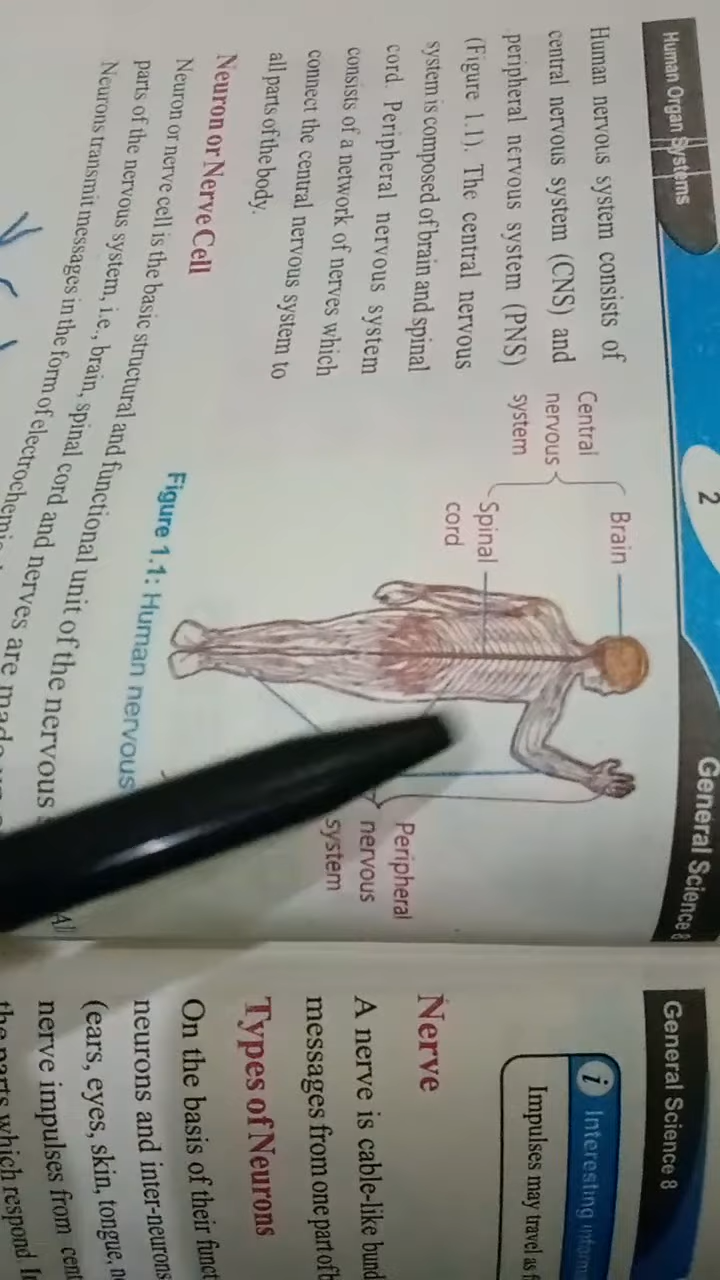 Human Organ Systems
2
General Science 8
Human nervous system consists of
central nervous system (CNS) and
peripheral nervous system (PNS)
(Figure 1.1). The central nervous
system is composed of brain and spinal
cord. Peripheral nervous system
consists of a network of nerves which
connect the central nervous system to
all parts of the body.
Brain
Central
nervous
system
Spinal
cord
Peripheral
nervous
system
Figure 1.1: Human nervous
Neuron or Nerve Cell
Neuron or nerve cell is the basic structural and functional unit of the nervous
parts of the nervous system, i.e., brain, spinal cord and nerves are made
Neurons transmit messages in the form of
All
General Science 8
Interesting
Impulses may travel as
Nerve
A nerve is cable-like
messages from one part of
Types of Neurons
On the basis of their
neurons and inter-neurons
(ears, eyes, skin, tongue,
nerve impulses from
the parts which respond.